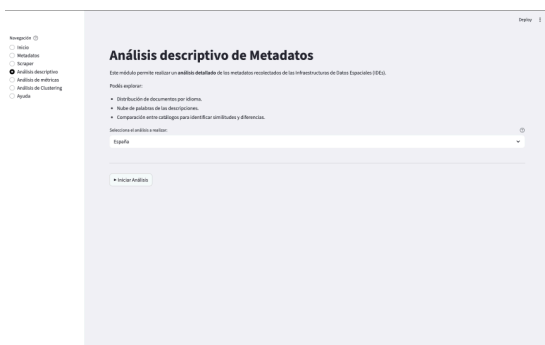 Deploy
Navegación
Inicio
Metadatos
Scraper
Análisis descriptivo
Análisis de métricas
Análisis de Clustering
Ayuda
Análisis descriptivo de Metadatos
Este módulo permite realizar un análisis detallado de los metadatos recolectados de las Infraestructuras de Datos Espaciales (IDEs).
Podés explorar:
• Distribución de documentos por idioma.
• Nube de palabras de las descripciones.
• Comparación entre catálogos para identificar similitudes y diferencias.
Selecciona el análisis a realizar:
España
Iniciar Análisis